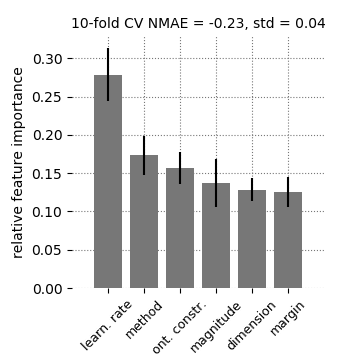 10-fold CV NMAE = -0.23, std = 0.04
relative feature importance
0.30
0.25
0.20
0.15
0.10
0.05
0.00
learn. rate
method
ont. constr.
magnitude
dimension
margin